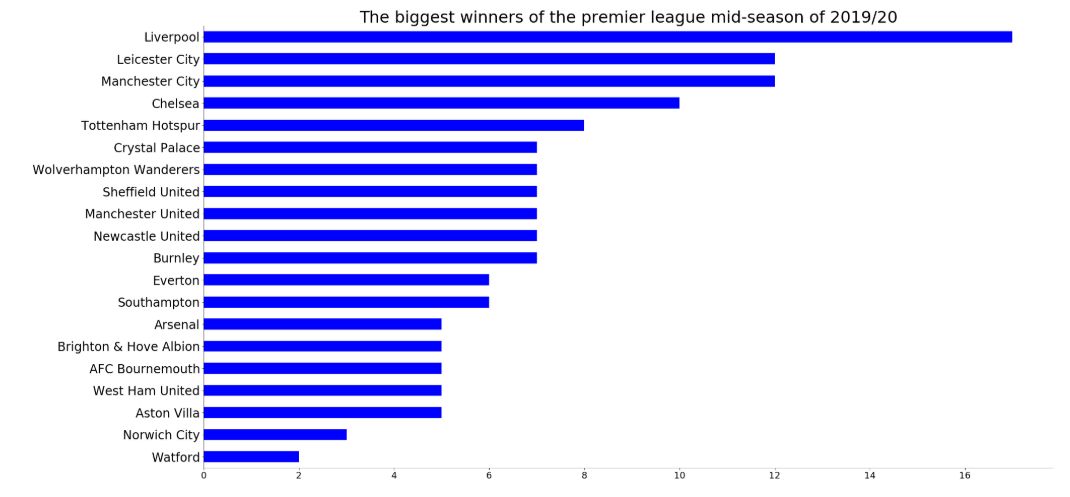 The biggest winners of the premier league mid-season of 2019/20
Liverpool
Leicester City
Manchester City
Chelsea
Tottenham Hotspur
Crystal Palace
Wolverhampton Wanderers
Sheffield United
Manchester United
Newcastle United
Burnley
Everton
Southampton
Arsenal
Brighton & Hove Albion
AFC Bournemouth
West Ham United
Aston Villa
Norwich City
Watford
0 2 4 6 8 10 12 14 16